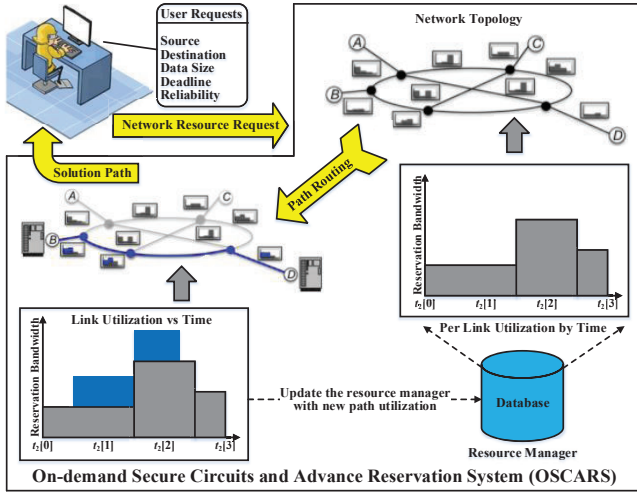 User Requests
Source
Destination
Data Size
Deadline
Reliability
Network Resource Request
Solution Path
Network Topology
A
C
B
D
Path Routing
A
C
B
D
Reservation Bandwidth
t₂[0]
t₂[1]
t₂[2]
t₂[3]
Per Link Utilization by Time
Link Utilization vs Time
Reservation Bandwidth
t₂[0]
t₂[1]
t₂[2]
t₂[3]
Update the resource manager
with new path utilization
Database
Resource Manager
On-demand Secure Circuits and Advance Reservation System (OSCARS)